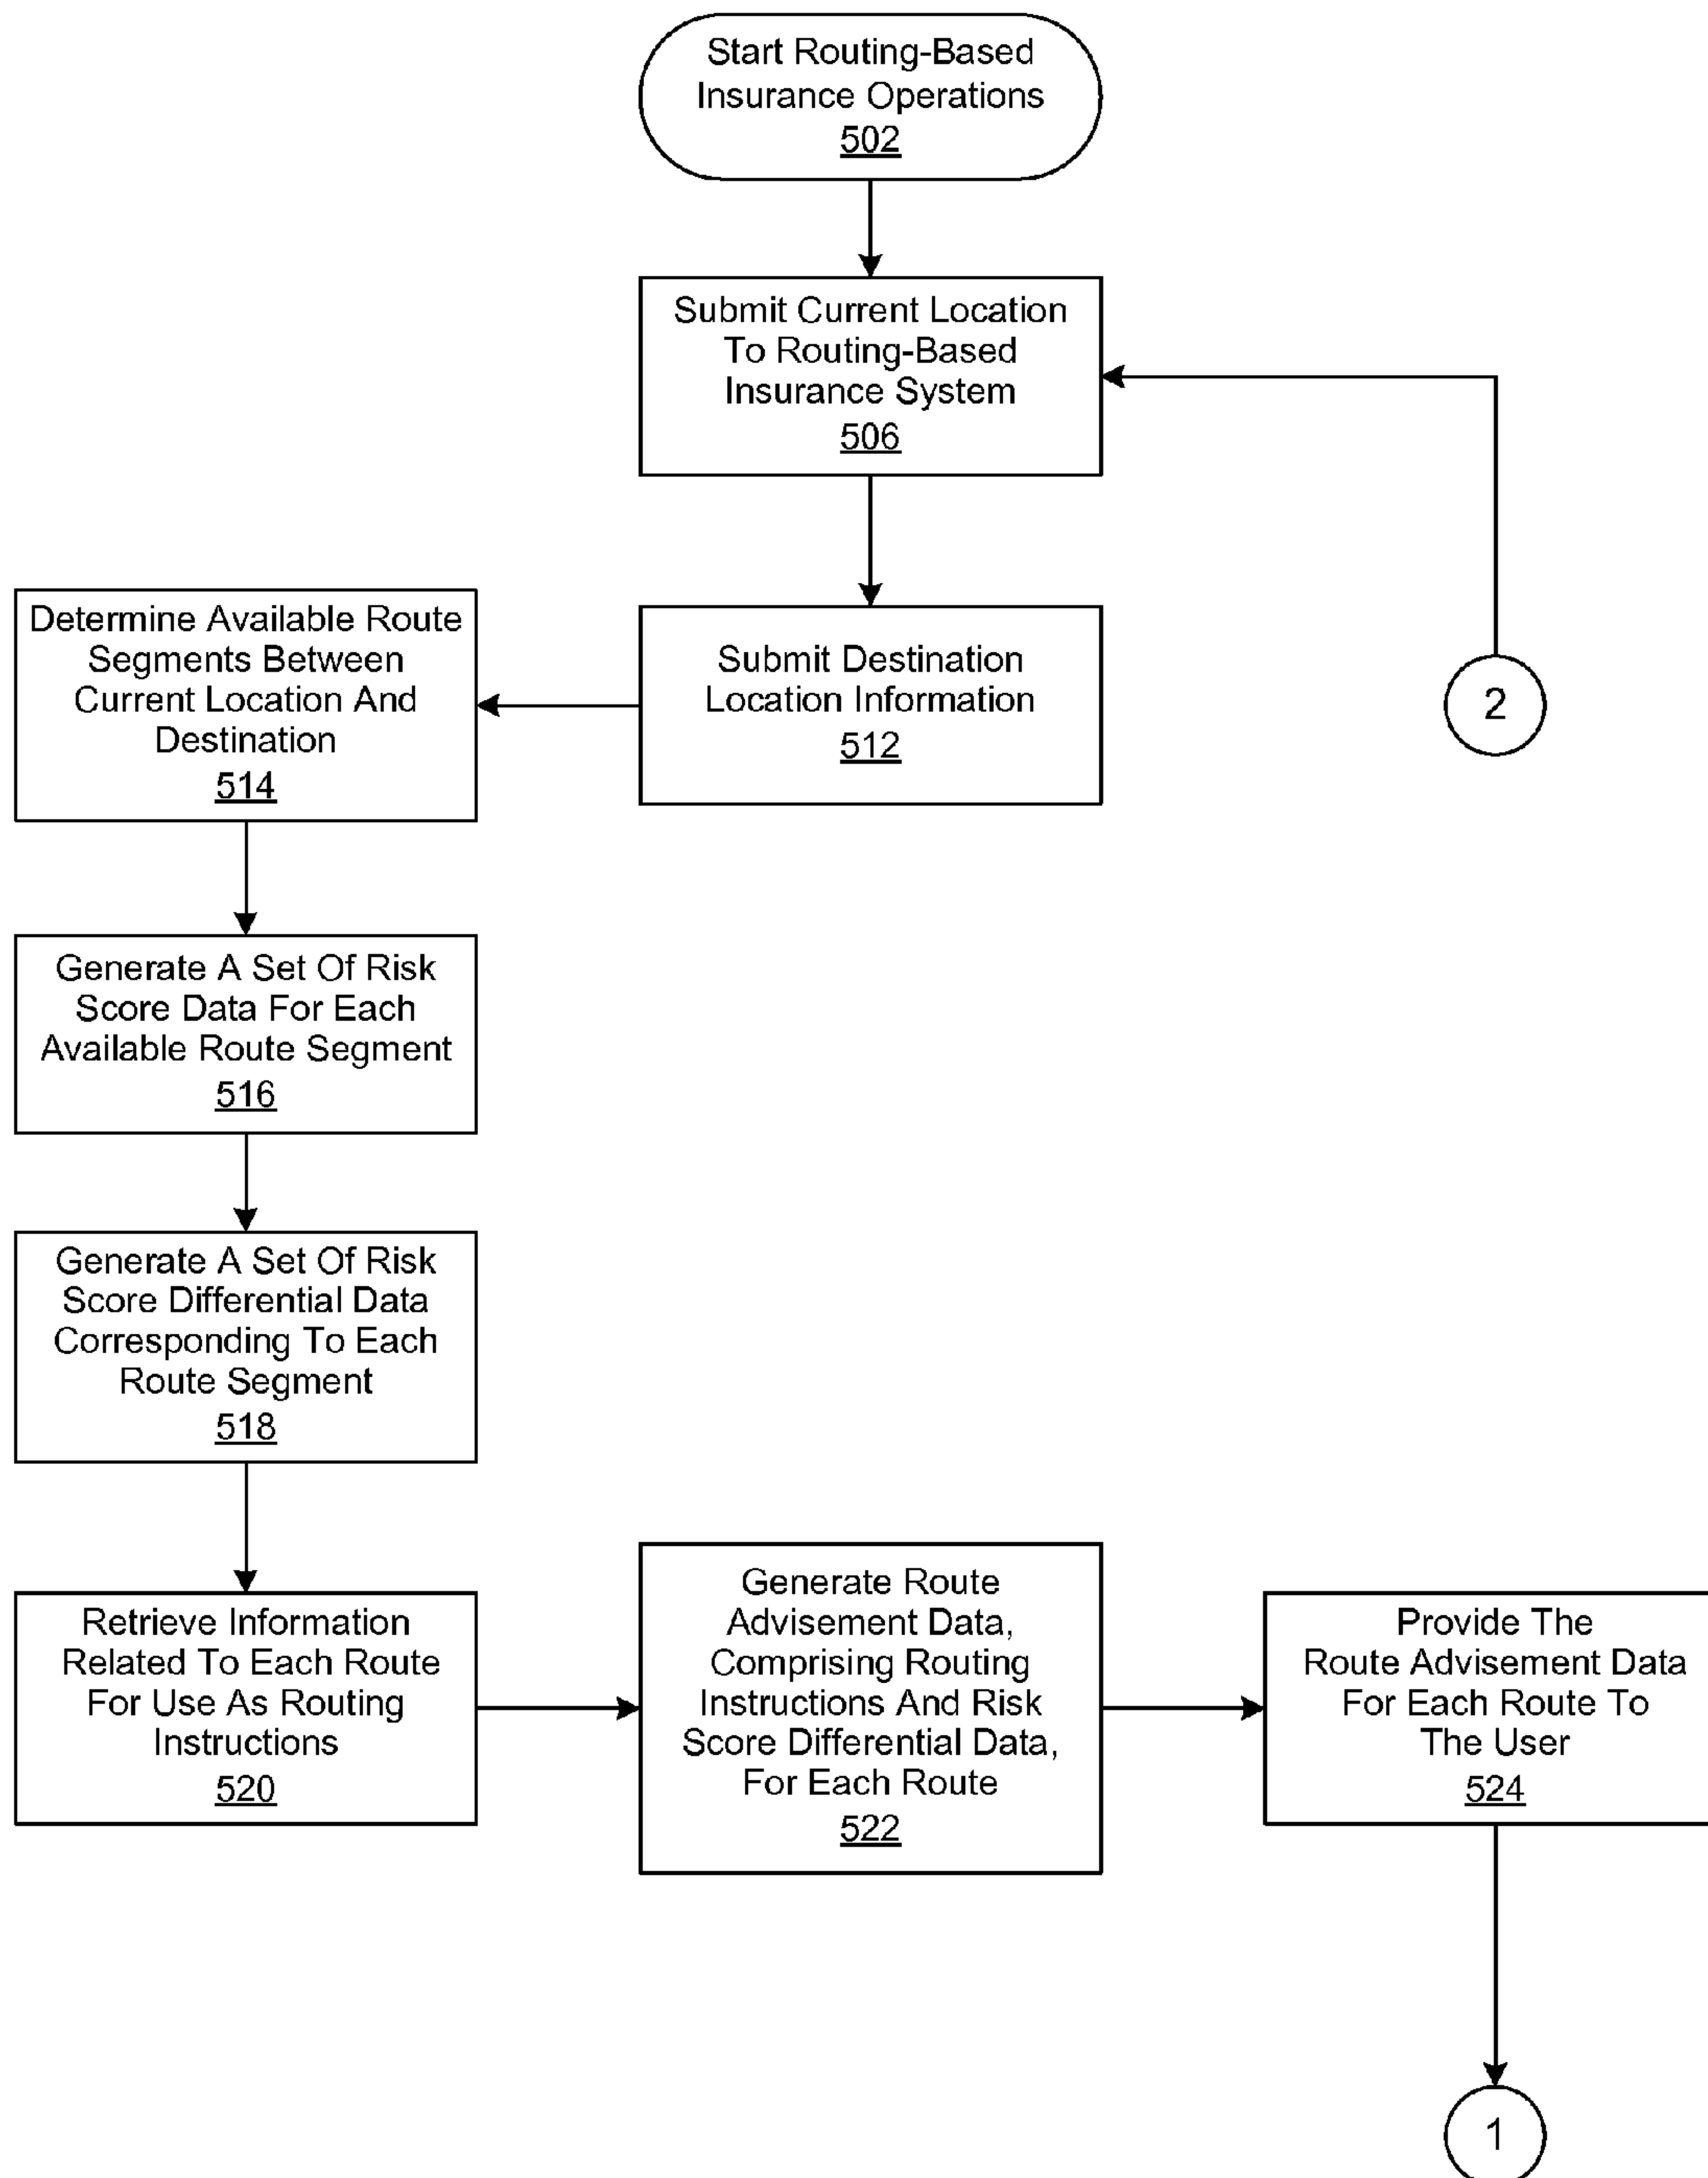 Start Routing-Based
Insurance Operations
502
Submit Current Location
To Routing-Based
Insurance System
506
Submit Destination
Location Information
512
2
Determine Available Route
Segments Between
Current Location And
Destination
514
Generate A Set Of Risk
Score Data For Each
Available Route Segment
516
Generate A Set Of Risk
Score Differential Data
Corresponding To Each
Route Segment
518
Retrieve Information
Related To Each Route
For Use As Routing
Instructions
520
Generate Route
Advisement Data,
Comprising Routing
Instructions And Risk
Score Differential Data,
For Each Route
522
Provide The
Route Advisement Data
For Each Route To
The User
524
1